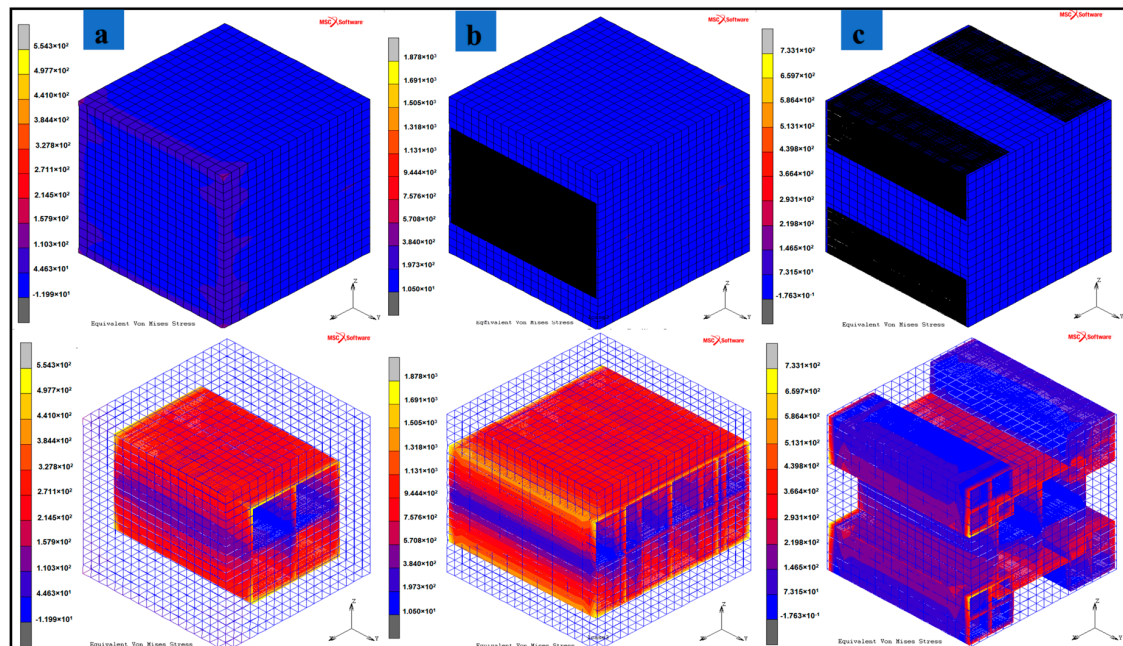 a
MSC Software
5.543×10²
4.977×10²
4.410×10²
3.844×10²
3.278×10²
2.711×10²
2.145×10²
1.579×10²
1.103×10²
4.463×10¹
-1.199×10¹
Equivalent Von Mises Stress
Z
X
Y
b
MSC Software
1.878×10³
1.691×10³
1.505×10³
1.318×10³
1.131×10³
9.444×10²
7.576×10²
5.708×10²
3.840×10²
1.973×10²
1.050×10¹
Equivalent Von Mises Stress
Z
X
Y
c
MSC Software
7.331×10²
6.597×10²
5.864×10²
5.131×10²
4.398×10²
3.664×10²
2.931×10²
2.198×10²
1.465×10²
7.315×10¹
-1.763×10⁻¹
Equivalent Von Mises Stress
Z
X
Y
MSC Software
5.543×10²
4.977×10²
4.410×10²
3.844×10²
3.278×10²
2.711×10²
2.145×10²
1.579×10²
1.103×10²
4.463×10¹
-1.199×10¹
Equivalent Von Mises Stress
Z
X
Y
MSC Software
1.878×10³
1.691×10³
1.505×10³
1.318×10³
1.131×10³
9.444×10²
7.576×10²
5.708×10²
3.840×10²
1.973×10²
1.050×10¹
Equivalent Von Mises Stress
Z
X
Y
MSC Software
7.331×10²
6.597×10²
5.864×10²
5.131×10²
4.398×10²
3.664×10²
2.931×10²
2.198×10²
1.465×10²
7.315×10¹
-1.763×10⁻¹
Equivalent Von Mises Stress
Z
X
Y